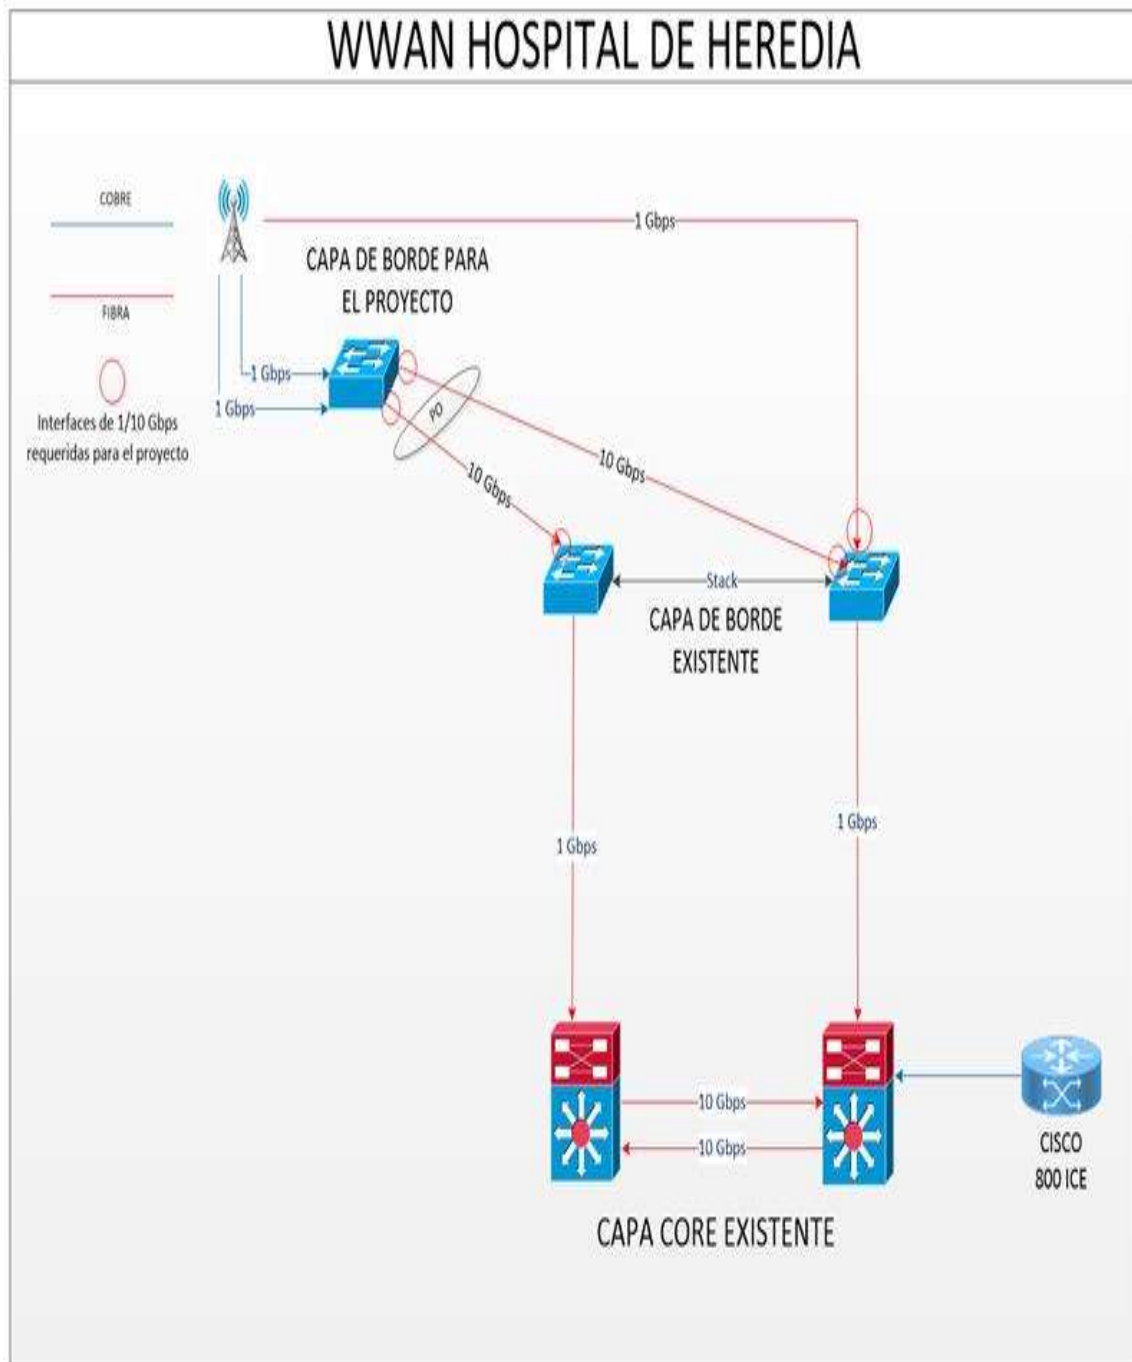 WWAN HOSPITAL DE HEREDIA
COBRE
FIBRA
Interfaces de 1/10 Gbps
requeridas para el proyecto
1 Gbps
CAPA DE BORDE PARA
EL PROYECTO
1 Gbps
1 Gbps
PO
10 Gbps
10 Gbps
Stack
CAPA DE BORDE
EXISTENTE
1 Gbps
1 Gbps
10 Gbps
10 Gbps
CISCO
800 ICE
CAPA CORE EXISTENTE